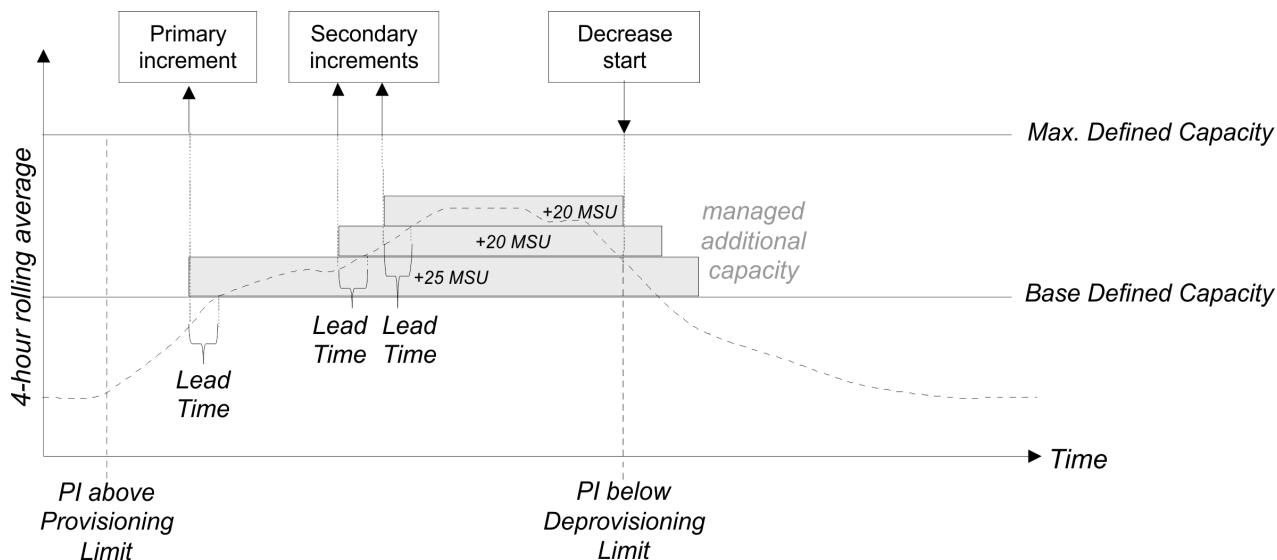 Primary
increment
Secondary
increments
Decrease
start
Max. Defined Capacity
4-hour rolling average
+20 MSU
managed
additional
capacity
+20 MSU
+25 MSU
Base Defined Capacity
Lead
Time
Lead
Time
Lead
Time
Time
PI above
Provisioning
Limit
PI below
Deprovisioning
Limit